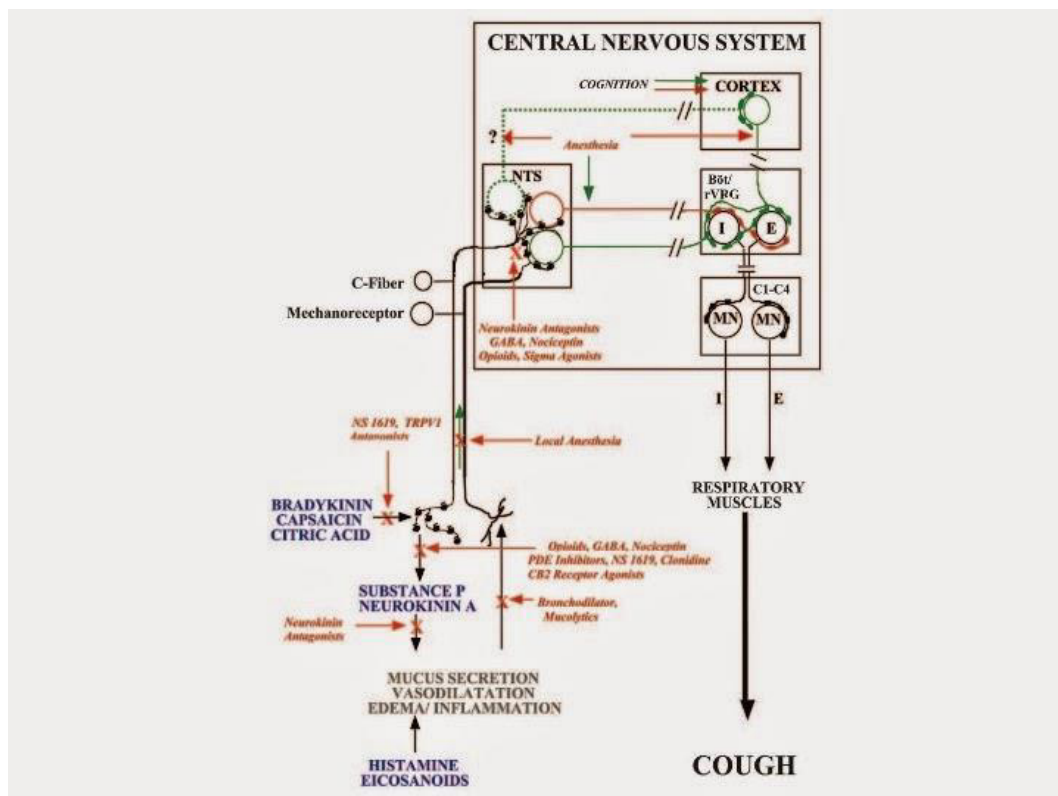 CENTRAL NERVOUS SYSTEM
COGNITION
CORTEX
?
Anesthesia
NTS
Böt/
rVRG
I
E
C-Fiber
Mechanoreceptor
C1-C4
MN
MN
X
Neurokinin Antagonists
GABA, Nociceptin
Opioids, Sigma Agonists
I
E
NS 1619, TRPV1
Antagonists
X
Local Anesthesia
RESPIRATORY
MUSCLES
BRADYKININ
CAPSAICIN
CITRIC ACID
X
X
Opioids, GABA, Nociceptin
PDE Inhibitors, NS 1619, Clonidine
CB2 Receptor Agonists
SUBSTANCE P
NEUROKININ A
X
Bronchodilator,
Mucolytics
Neurokinin
Antagonists
X
MUCUS SECRETION
VASODILATATION
EDEMA/ INFLAMMATION
HISTAMINE
EICOSANOIDS
COUGH